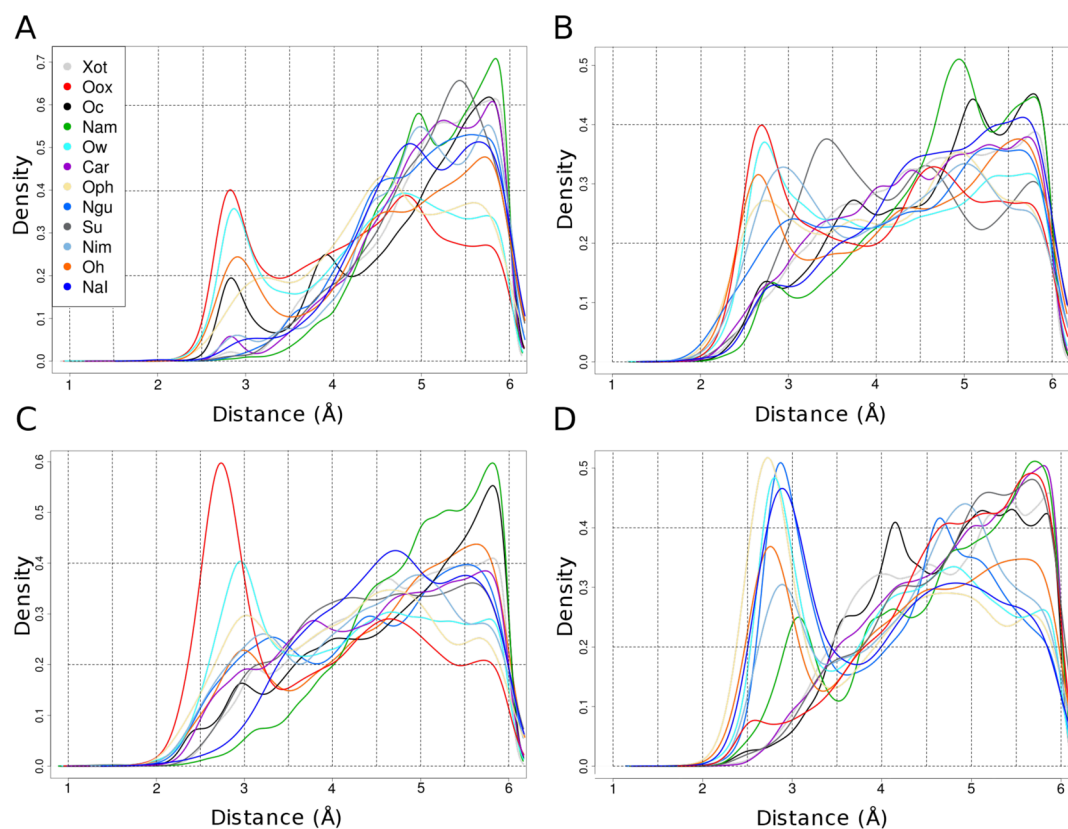 A
Xot
Oox
Oc
Nam
Ow
Car
Oph
Ngu
Su
Nim
Oh
NaI
Density
0.0 0.1 0.2 0.3 0.4 0.5 0.6 0.7
1 2 3 4 5 6
Distance (Å)
B
Density
0.0 0.1 0.2 0.3 0.4 0.5
1 2 3 4 5 6
Distance (Å)
C
Density
0.0 0.1 0.2 0.3 0.4 0.5 0.6
1 2 3 4 5 6
Distance (Å)
D
Density
0.0 0.1 0.2 0.3 0.4 0.5
1 2 3 4 5 6
Distance (Å)